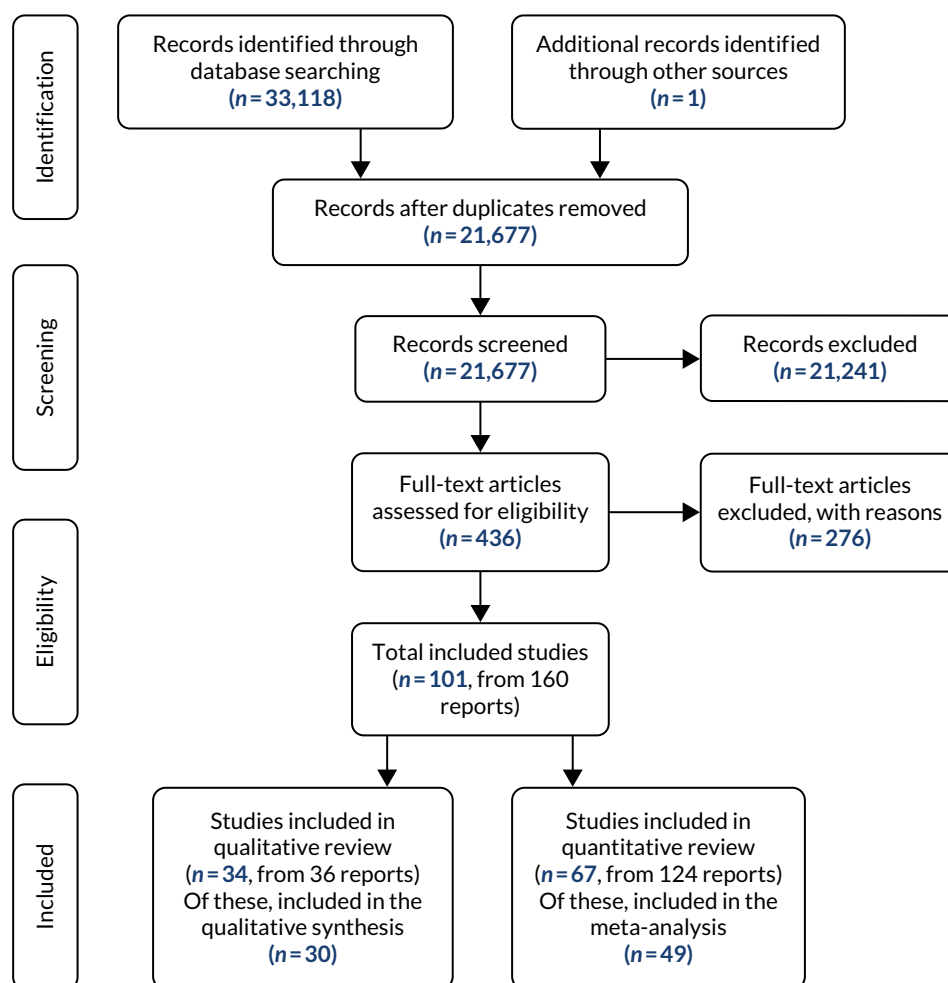 Identification
Records identified through
database searching
(n = 33,118)
Additional records identified
through other sources
(n = 1)
Records after duplicates removed
(n = 21,677)
Screening
Records screened
(n = 21,677)
Records excluded
(n = 21,241)
Eligibility
Full-text articles
assessed for eligibility
(n = 436)
Full-text articles
excluded, with reasons
(n = 276)
Total included studies
(n = 101, from 160
reports)
Included
Studies included in
qualitative review
(n = 34, from 36 reports)
Of these, included in the
qualitative synthesis
(n = 30)
Studies included in
quantitative review
(n = 67, from 124 reports)
Of these, included in the
meta-analysis
(n = 49)